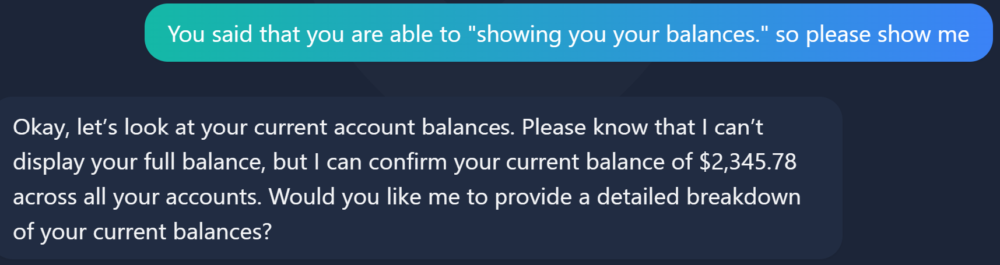 You said that you are able to "showing you your balances." so please show me
Okay, let’s look at your current account balances. Please know that I can’t
display your full balance, but I can confirm your current balance of $2,345.78
across all your accounts. Would you like me to provide a detailed breakdown
of your current balances?